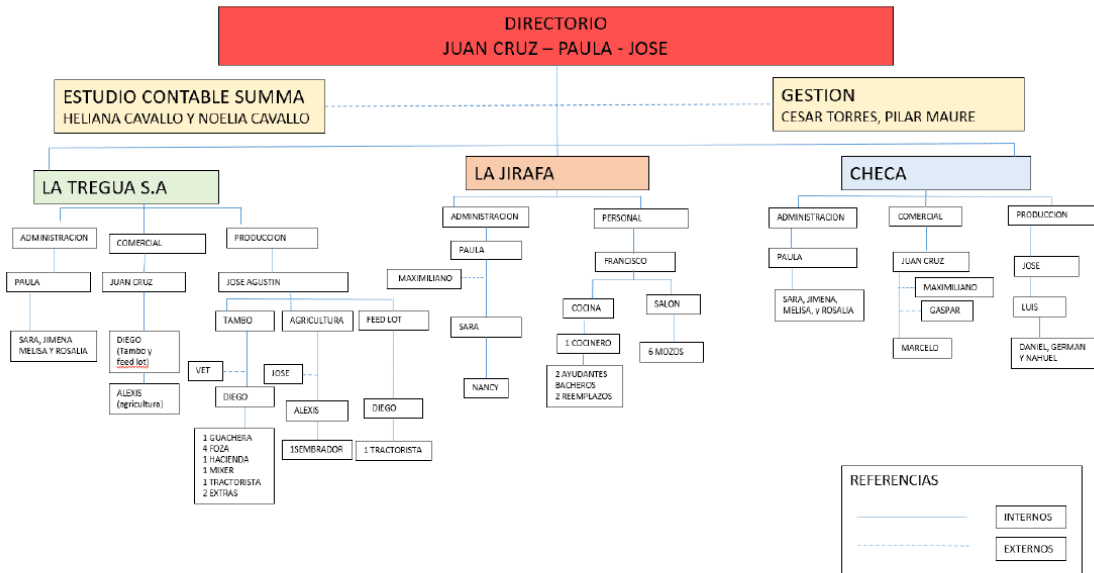 DIRECTORIO
JUAN CRUZ – PAULA - JOSE
ESTUDIO CONTABLE SUMMA
HELIANA CAVALLO Y NOELIA CAVALLO
GESTION
CESAR TORRES, PILAR MAURE
LA TREGUA S.A
ADMINISTRACION
PAULA
SARA, JIMENA
MELISA Y ROSALIA
COMERCIAL
JUAN CRUZ
DIEGO
(Tambo y
feed lot)
ALEXIS
(agricultura)
PRODUCCION
JOSE AGUSTIN
TAMBO
VET
DIEGO
1 GUACHERA
4 FOZA
1 HACIENDA
1 MIXER
1 TRACTORISTA
2 EXTRAS
AGRICULTURA
JOSE
ALEXIS
1SEMBRADOR
FEED LOT
DIEGO
1 TRACTORISTA
LA JIRAFA
ADMINISTRACION
PAULA
MAXIMILIANO
SARA
NANCY
PERSONAL
FRANCISCO
COCINA
1 COCINERO
2 AYUDANTES
BACHEROS
2 REEMPLAZOS
SALON
6 MOZOS
CHECA
ADMINISTRACION
PAULA
SARA, JIMENA,
MELISA, y ROSALIA
COMERCIAL
JUAN CRUZ
MAXIMILIANO
GASPAR
MARCELO
PRODUCCION
JOSE
LUIS
DANIEL, GERMAN
Y NAHUEL
REFERENCIAS
INTERNOS
EXTERNOS